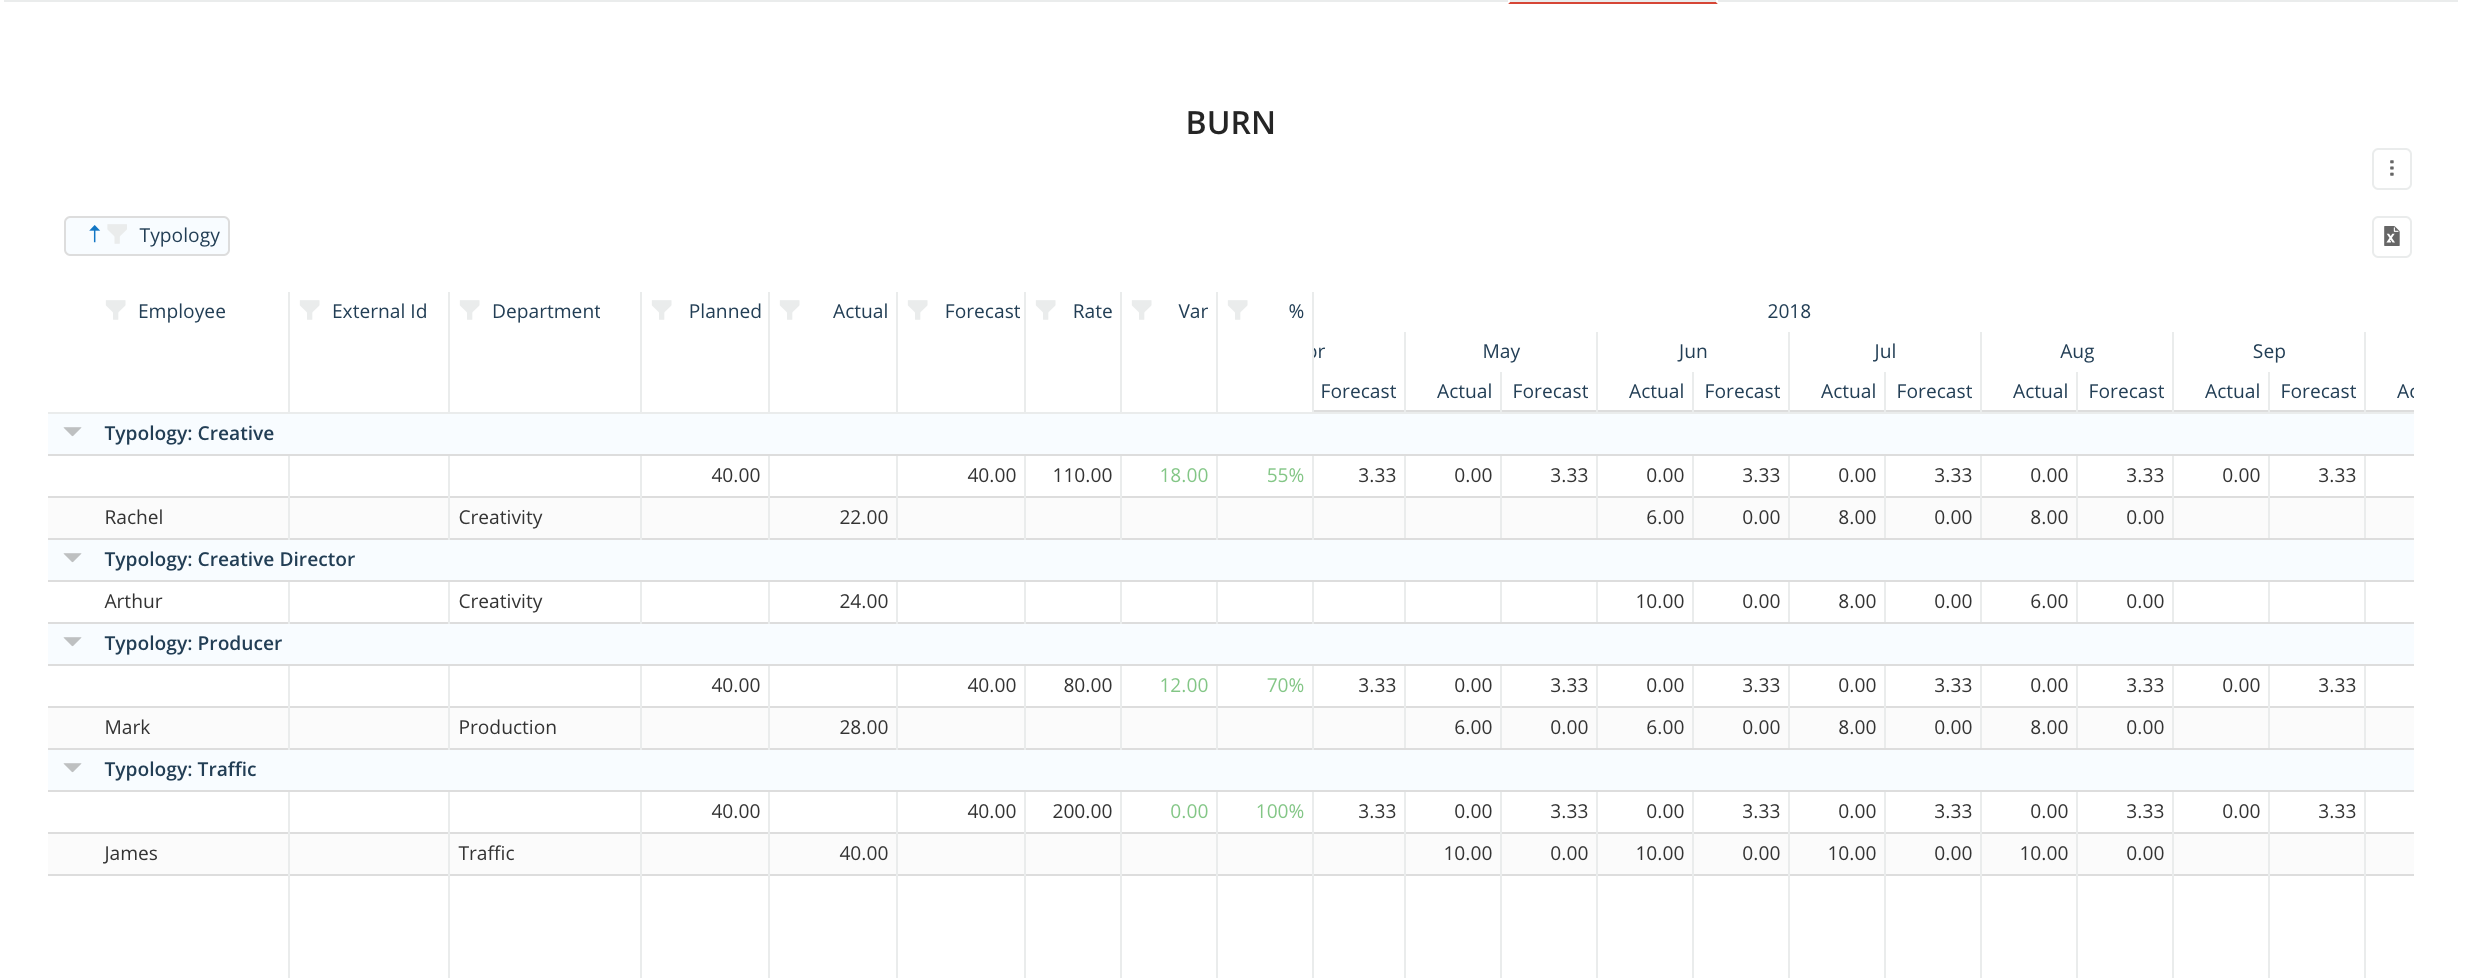 BURN
Typology
Employee External Id Department Planned Actual Forecast Rate Var % 2018
May Jun Jul Aug Sep
Forecast Actual Forecast Actual Forecast Actual Forecast Actual Forecast Actual Forecast
Typology: Creative
40.00 40.00 110.00 18.00 55% 3.33 0.00 3.33 0.00 3.33 0.00 3.33 0.00 3.33 0.00 3.33
Rachel Creativity 22.00 6.00 0.00 8.00 0.00 8.00 0.00
Typology: Creative Director
Arthur Creativity 24.00 10.00 0.00 8.00 0.00 6.00 0.00
Typology: Producer
40.00 40.00 80.00 12.00 70% 3.33 0.00 3.33 0.00 3.33 0.00 3.33 0.00 3.33 0.00 3.33
Mark Production 28.00 6.00 0.00 6.00 0.00 8.00 0.00 8.00 0.00
Typology: Traffic
40.00 40.00 200.00 0.00 100% 3.33 0.00 3.33 0.00 3.33 0.00 3.33 0.00 3.33 0.00 3.33
James Traffic 40.00 10.00 0.00 10.00 0.00 10.00 0.00 10.00 0.00